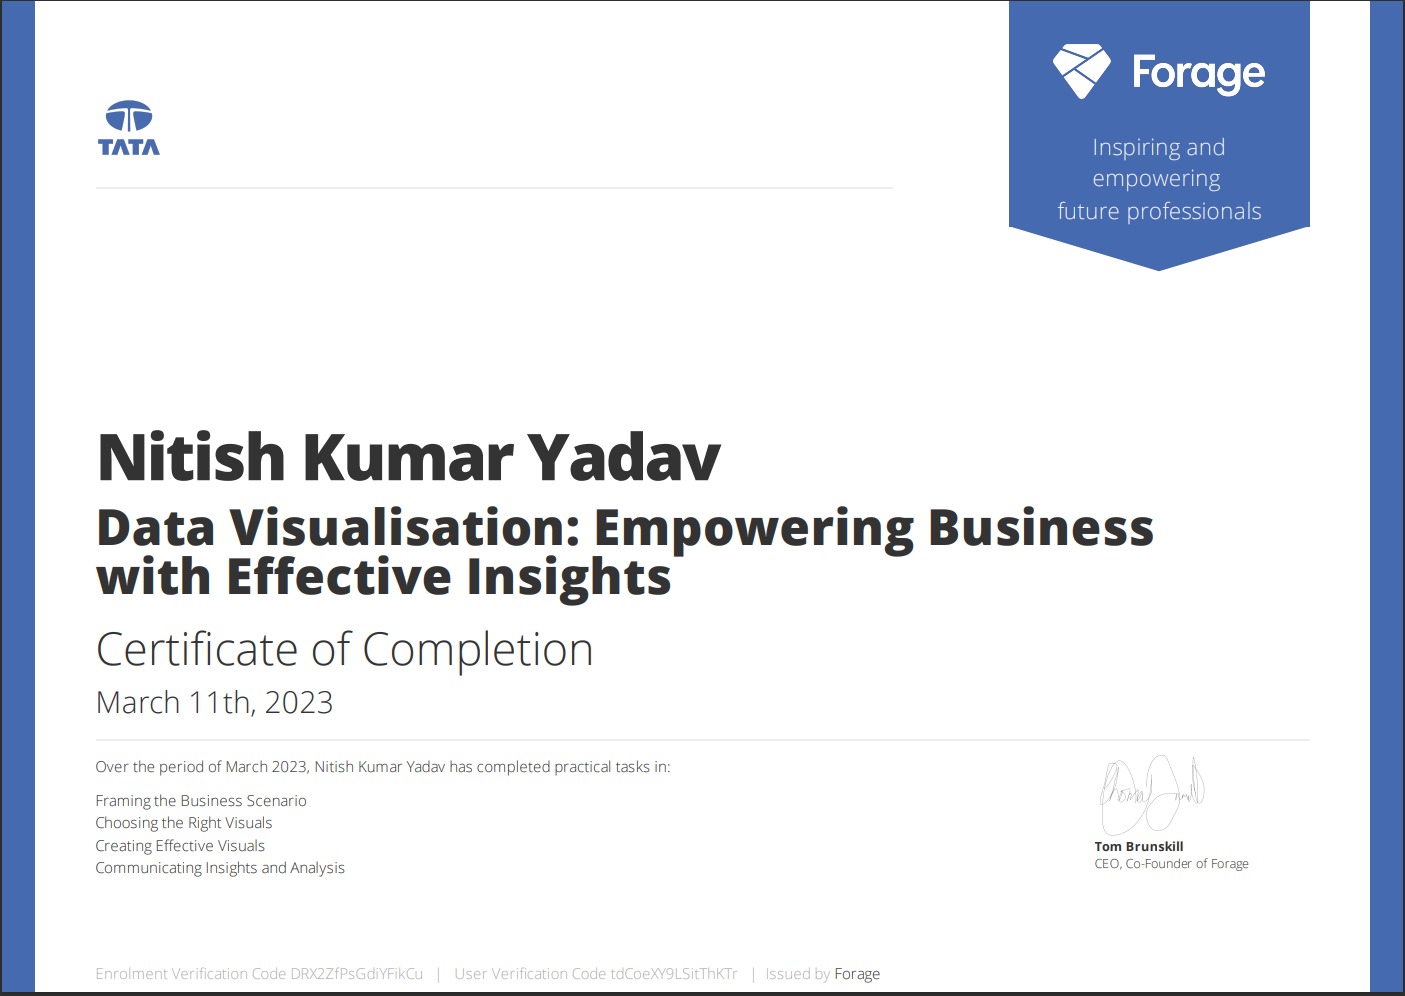 TATA
Forage
Inspiring and
empowering
future professionals
Nitish Kumar Yadav
Data Visualisation: Empowering Business
with Effective Insights
Certificate of Completion
March 11th, 2023
Over the period of March 2023, Nitish Kumar Yadav has completed practical tasks in:
Framing the Business Scenario
Choosing the Right Visuals
Creating Effective Visuals
Communicating Insights and Analysis
Tom Brunskill
CEO, Co-Founder of Forage
Enrolment Verification Code DRX2ZfPsGdiYFikCu | User Verification Code tdCoeXY9LSitThKTr | Issued by Forage